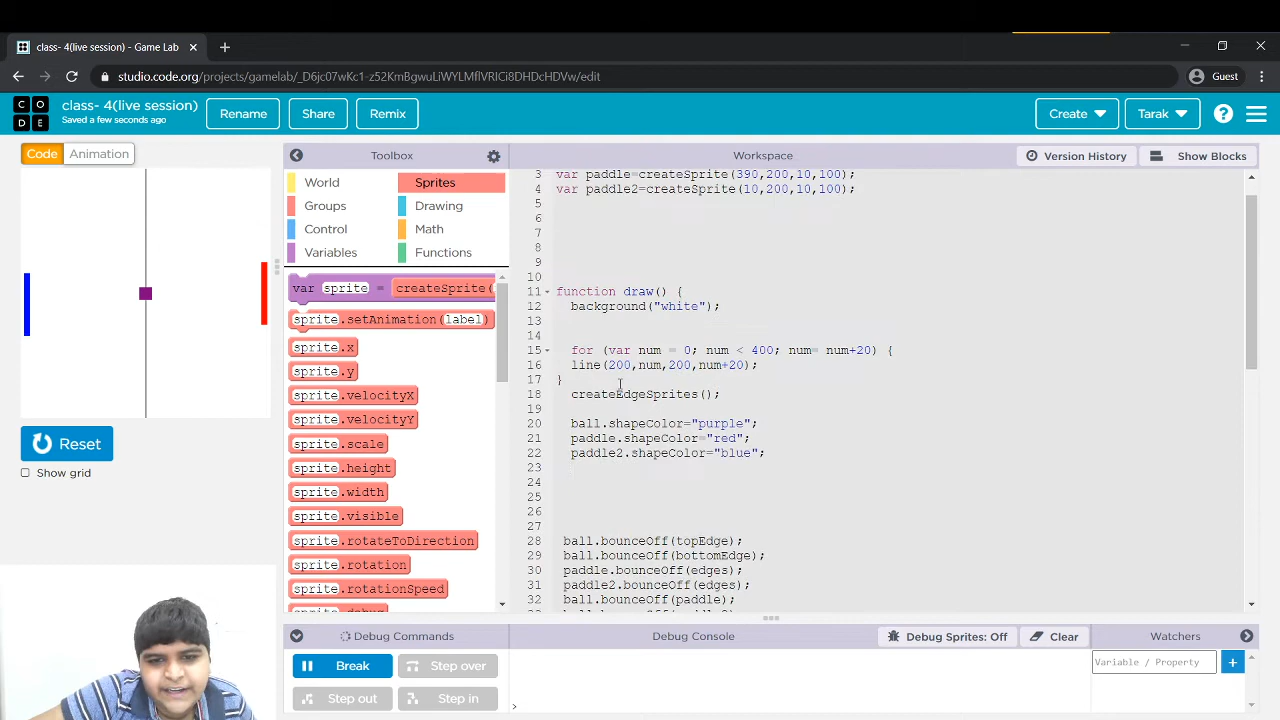 class- 4(live session) - Game Lab
studio.code.org/projects/gamelab/_D6jc07wKc1-z52KmBgwuLiWYLMflVRICi8DHDcHDVw/edit
Guest
C O D E
class- 4(live session)
Saved a few seconds ago
Rename
Share
Remix
Create
Tarak
Code
Animation
Toolbox
Workspace
Version History
Show Blocks
World
Sprites
Groups
Drawing
Control
Math
Variables
Functions
var sprite = createSprite(
sprite.setAnimation(label)
sprite.x
sprite.y
sprite.velocityX
sprite.velocityY
sprite.scale
sprite.height
sprite.width
sprite.visible
sprite.rotateToDirection
sprite.rotation
sprite.rotationSpeed
3 var paddle=createSprite(390,200,10,100);
4 var paddle2=createSprite(10,200,10,100);
5
6
7
8
9
10
11 function draw() {
12 background("white");
13
14
15 for (var num = 0; num < 400; num= num+20) {
16 line(200,num,200,num+20);
17 }
18 createEdgeSprites();
19
20 ball.shapeColor="purple";
21 paddle.shapeColor="red";
22 paddle2.shapeColor="blue";
23
24
25
26
27
28 ball.bounceOff(topEdge);
29 ball.bounceOff(bottomEdge);
30 paddle.bounceOff(edges);
31 paddle2.bounceOff(edges);
32 ball.bounceOff(paddle);
Reset
Show grid
Debug Commands
Debug Console
Debug Sprites: Off
Clear
Watchers
Break
Step over
Step out
Step in
Variable / Property